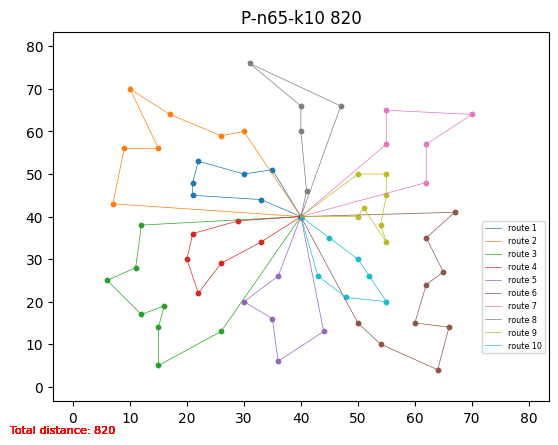 P-n65-k10 820
80
70
60
50
40
30
20
10
0
route 1
route 2
route 3
route 4
route 5
route 6
route 7
route 8
route 9
route 10
0 10 20 30 40 50 60 70 80
Total distance: 820